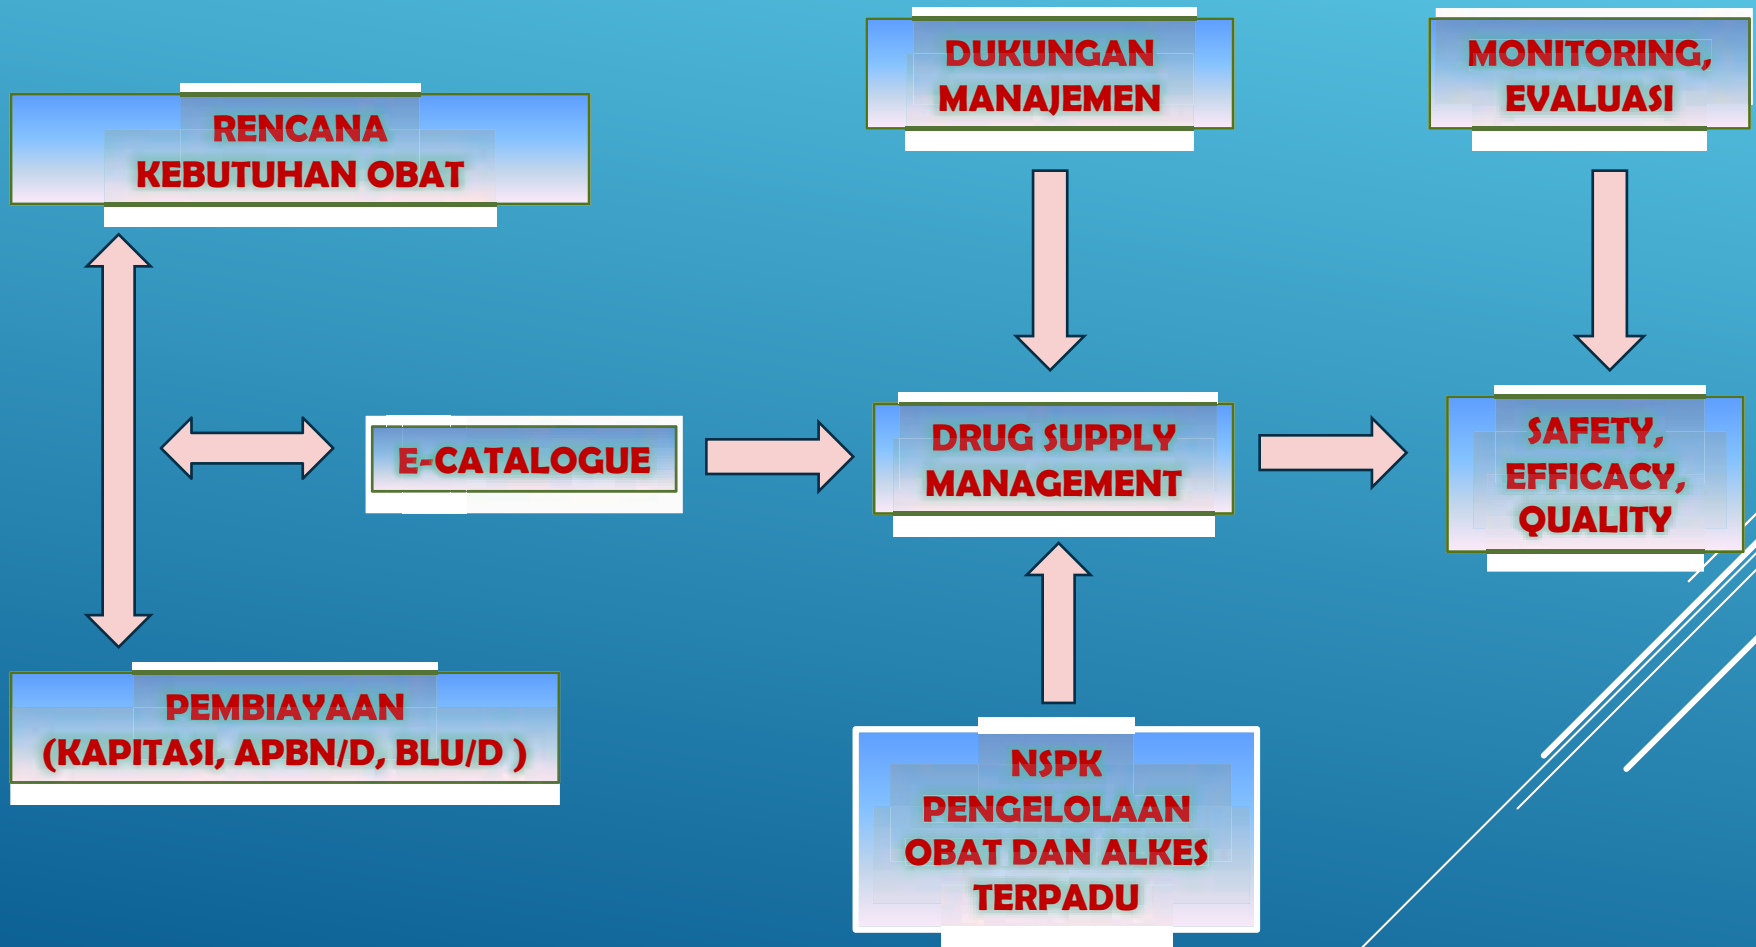 RENCANA
KEBUTUHAN OBAT
DUKUNGAN
MANAJEMEN
MONITORING,
EVALUASI
E-CATALOGUE
DRUG SUPPLY
MANAGEMENT
SAFETY,
EFFICACY,
QUALITY
PEMBIAYAAN
(KAPITASI, APBN/D, BLU/D )
NSPK
PENGELOLAAN
OBAT DAN ALKES
TERPADU